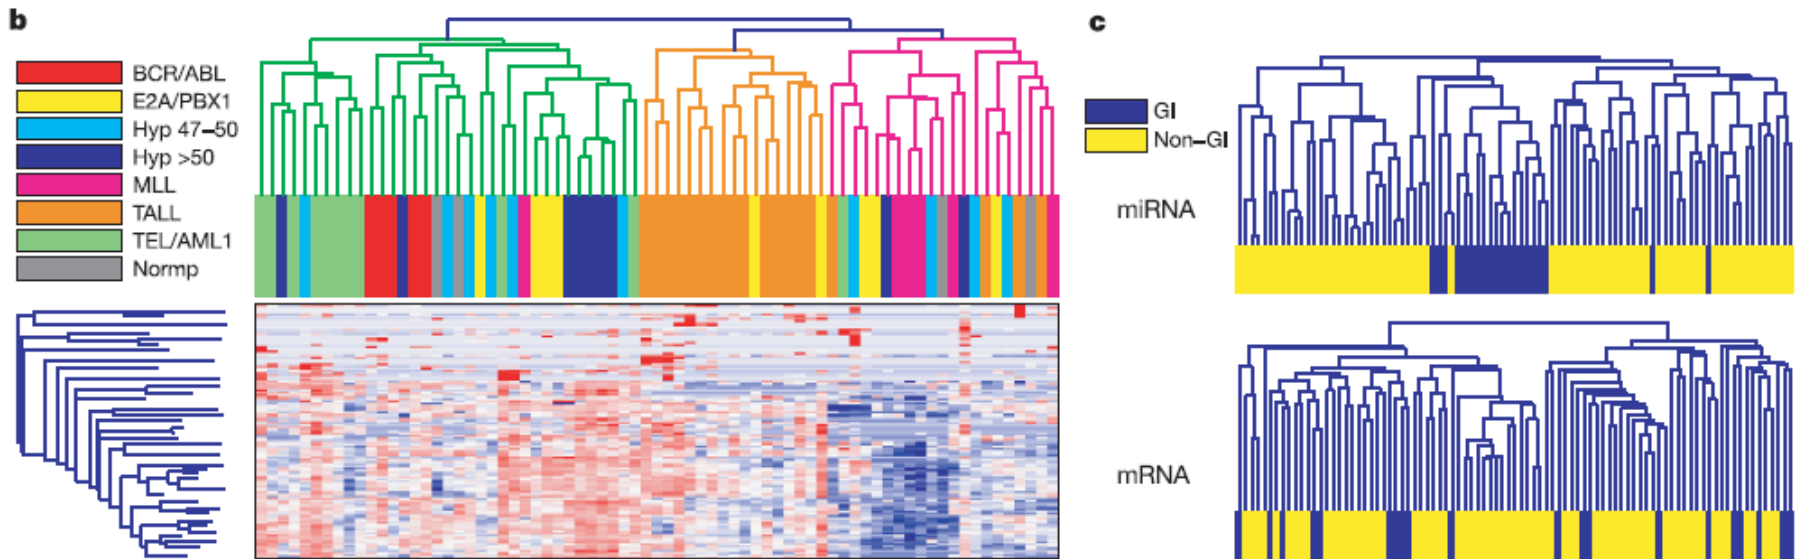 b
BCR/ABL
E2A/PBX1
Hyp 47–50
Hyp >50
MLL
TALL
TEL/AML1
Normp
c
GI
Non–GI
miRNA
mRNA